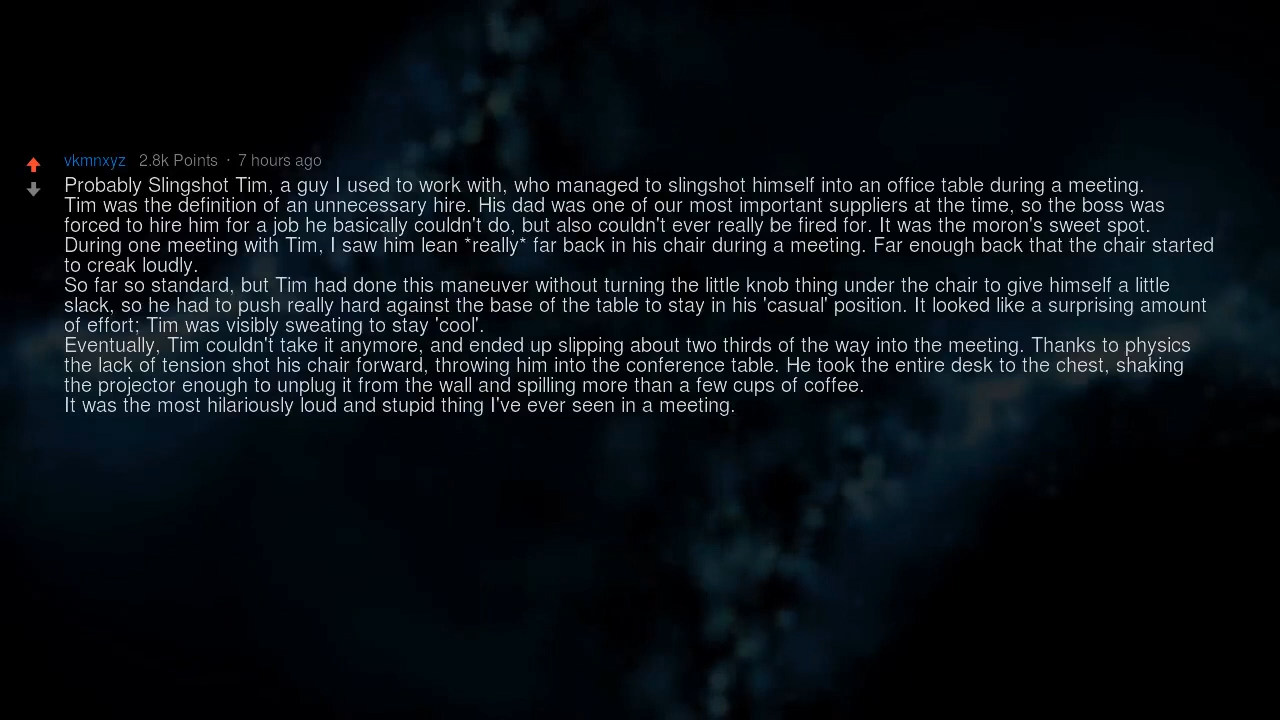 vkmnxyz 2.8k Points · 7 hours ago
Probably Slingshot Tim, a guy I used to work with, who managed to slingshot himself into an office table during a meeting.
Tim was the definition of an unnecessary hire. His dad was one of our most important suppliers at the time, so the boss was
forced to hire him for a job he basically couldn't do, but also couldn't ever really be fired for. It was the moron's sweet spot.
During one meeting with Tim, I saw him lean *really* far back in his chair during a meeting. Far enough back that the chair started
to creak loudly.
So far so standard, but Tim had done this maneuver without turning the little knob thing under the chair to give himself a little
slack, so he had to push really hard against the base of the table to stay in his 'casual' position. It looked like a surprising amount
of effort; Tim was visibly sweating to stay 'cool'.
Eventually, Tim couldn't take it anymore, and ended up slipping about two thirds of the way into the meeting. Thanks to physics
the lack of tension shot his chair forward, throwing him into the conference table. He took the entire desk to the chest, shaking
the projector enough to unplug it from the wall and spilling more than a few cups of coffee.
It was the most hilariously loud and stupid thing I've ever seen in a meeting.